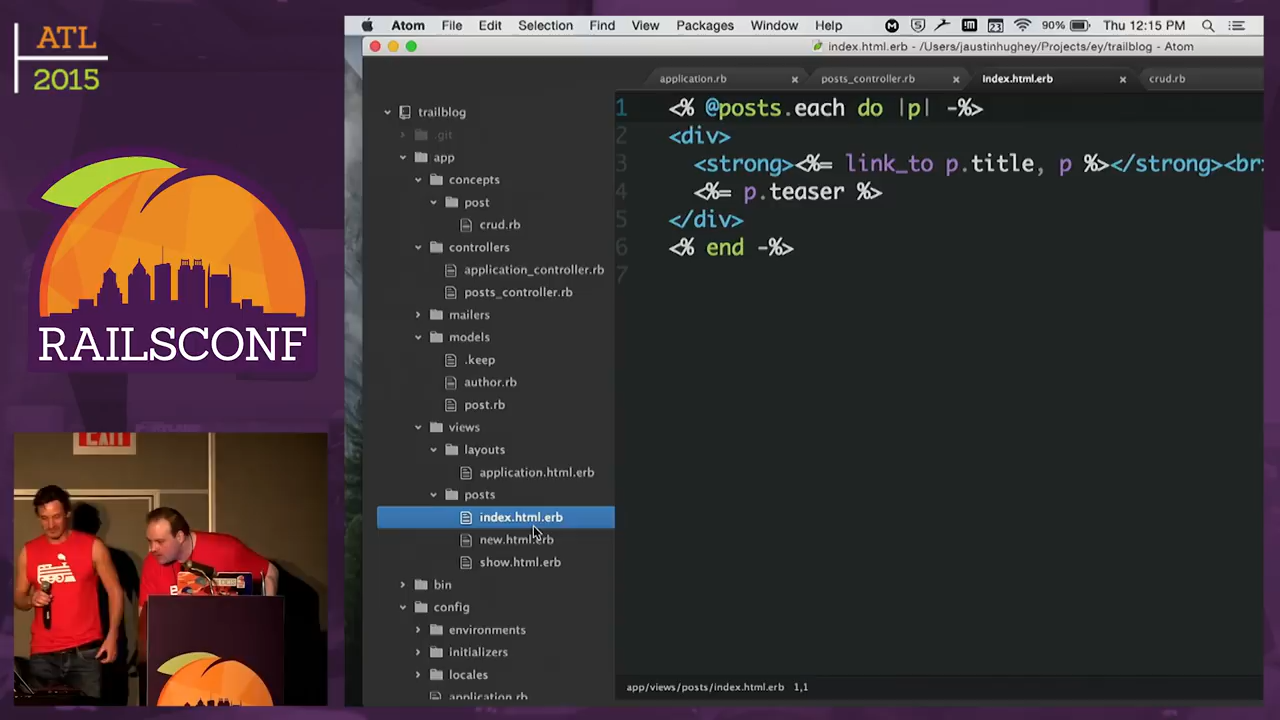 ATL
2015
RAILSCONF
EXIT
Atom File Edit Selection Find View Packages Window Help 23 90% Thu 12:15 PM
index.html.erb - /Users/jaustinhughey/Projects/ey/trailblog - Atom
application.rb posts_controller.rb index.html.erb crud.rb
trailblog
.git
app
concepts
post
crud.rb
controllers
application_controller.rb
posts_controller.rb
mailers
models
.keep
author.rb
post.rb
views
layouts
application.html.erb
posts
index.html.erb
new.html.erb
show.html.erb
bin
config
environments
initializers
locales
application.rb
1 <% @posts.each do |p| -%>
2 <div>
3 <strong><%= link_to p.title, p %></strong><br
4 <%= p.teaser %>
5 </div>
6 <% end -%>
7
app/views/posts/index.html.erb 1,1